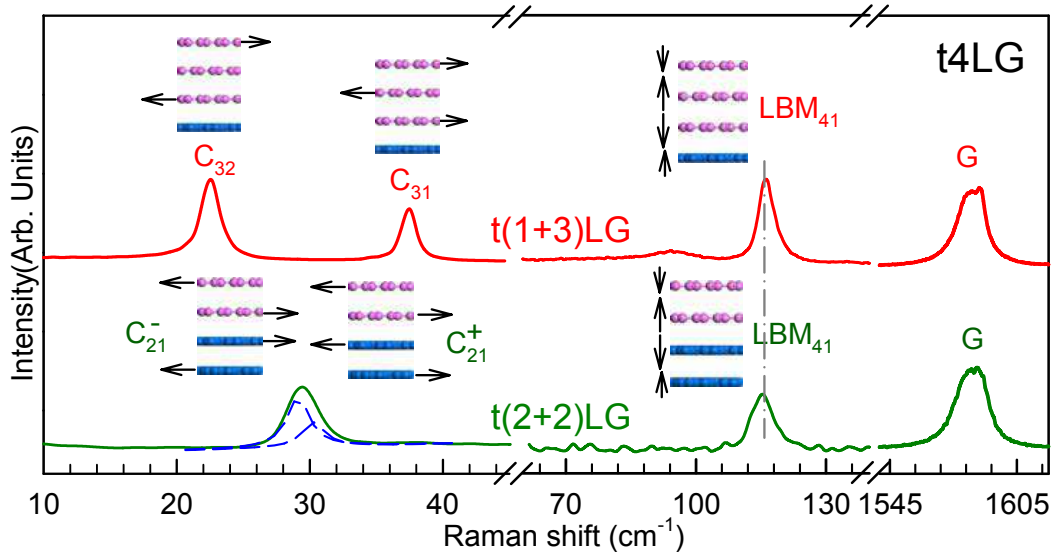 t4LG
LBM₄₁
C₃₂
C₃₁
G
t(1+3)LG
C₂₁⁻
C₂₁⁺
LBM₄₁
G
t(2+2)LG
Intensity(Arb. Units)
10 20 30 40 70 100 130 1545 1605
Raman shift (cm⁻¹)